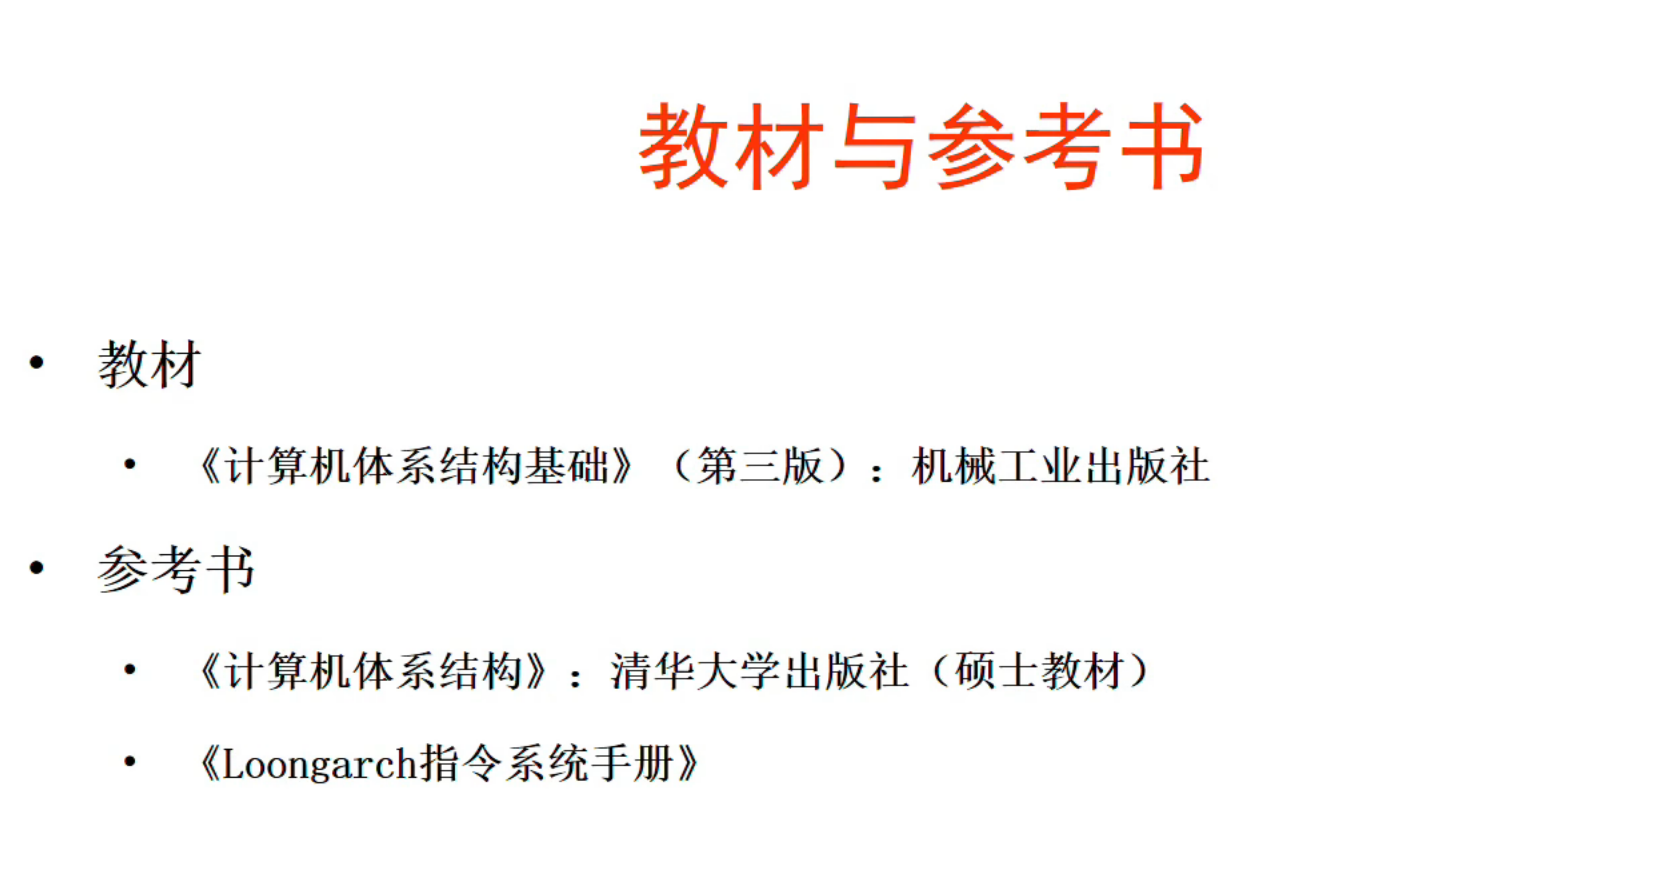 教材与参考书
• 教材
• 《计算机体系结构基础》（第三版）：机械工业出版社
• 参考书
• 《计算机体系结构》：清华大学出版社（硕士教材）
• 《Loongarch指令系统手册》